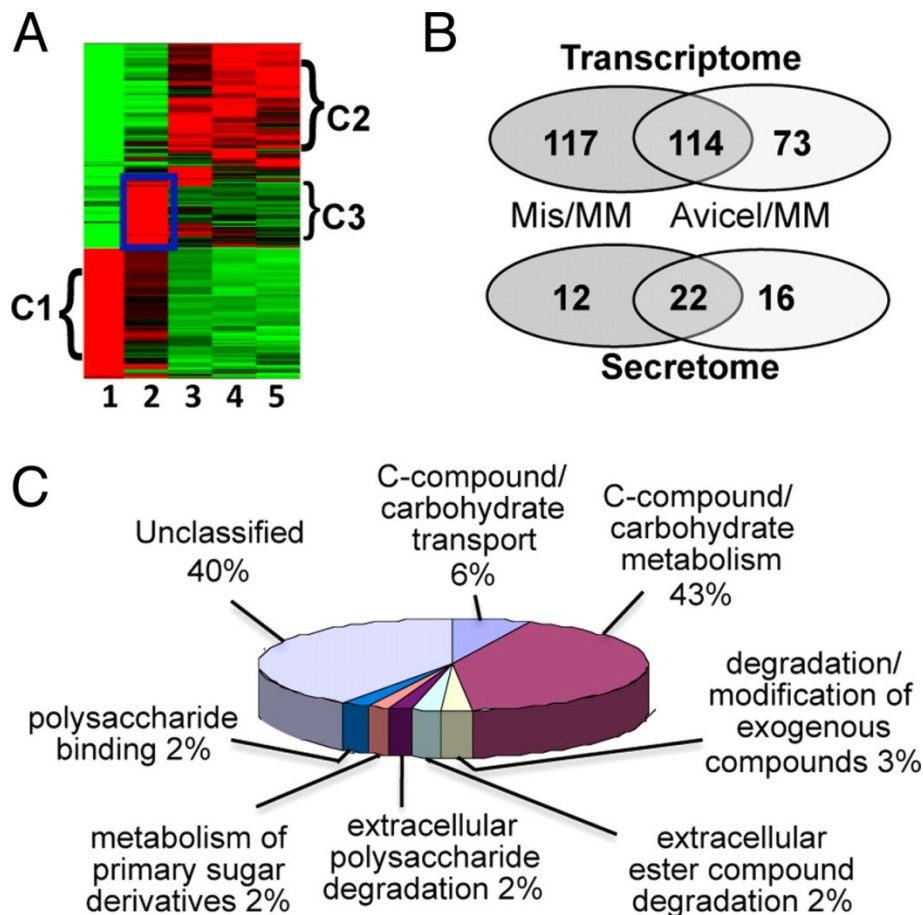 A
C2
C3
C1
1 2 3 4 5
B
Transcriptome
117 114 73
Mis/MM Avicel/MM
12 22 16
Secretome
C
Unclassified
40%
C-compound/
carbohydrate
transport
6%
C-compound/
carbohydrate
metabolism
43%
degradation/
modification of
exogenous
compounds 3%
extracellular
ester compound
degradation 2%
extracellular
polysaccharide
degradation 2%
metabolism of
primary sugar
derivatives 2%
polysaccharide
binding 2%